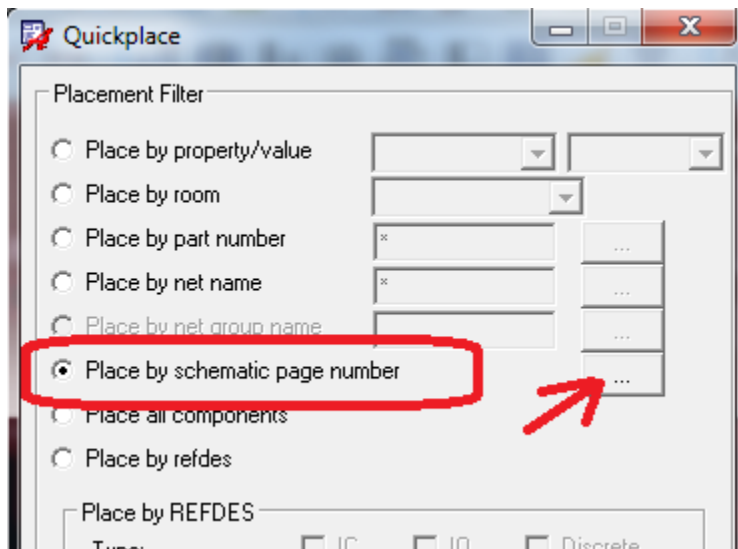 Quickplace
Placement Filter
Place by property/value
Place by room
Place by part number * ...
Place by net name * ...
Place by net group name ...
Place by schematic page number ...
Place all components
Place by refdes
Place by REFDES
Type: IC IO Discrete